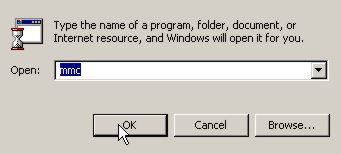 Type the name of a program, folder, document, or
Internet resource, and Windows will open it for you.
Open: mmc
OK Cancel Browse...